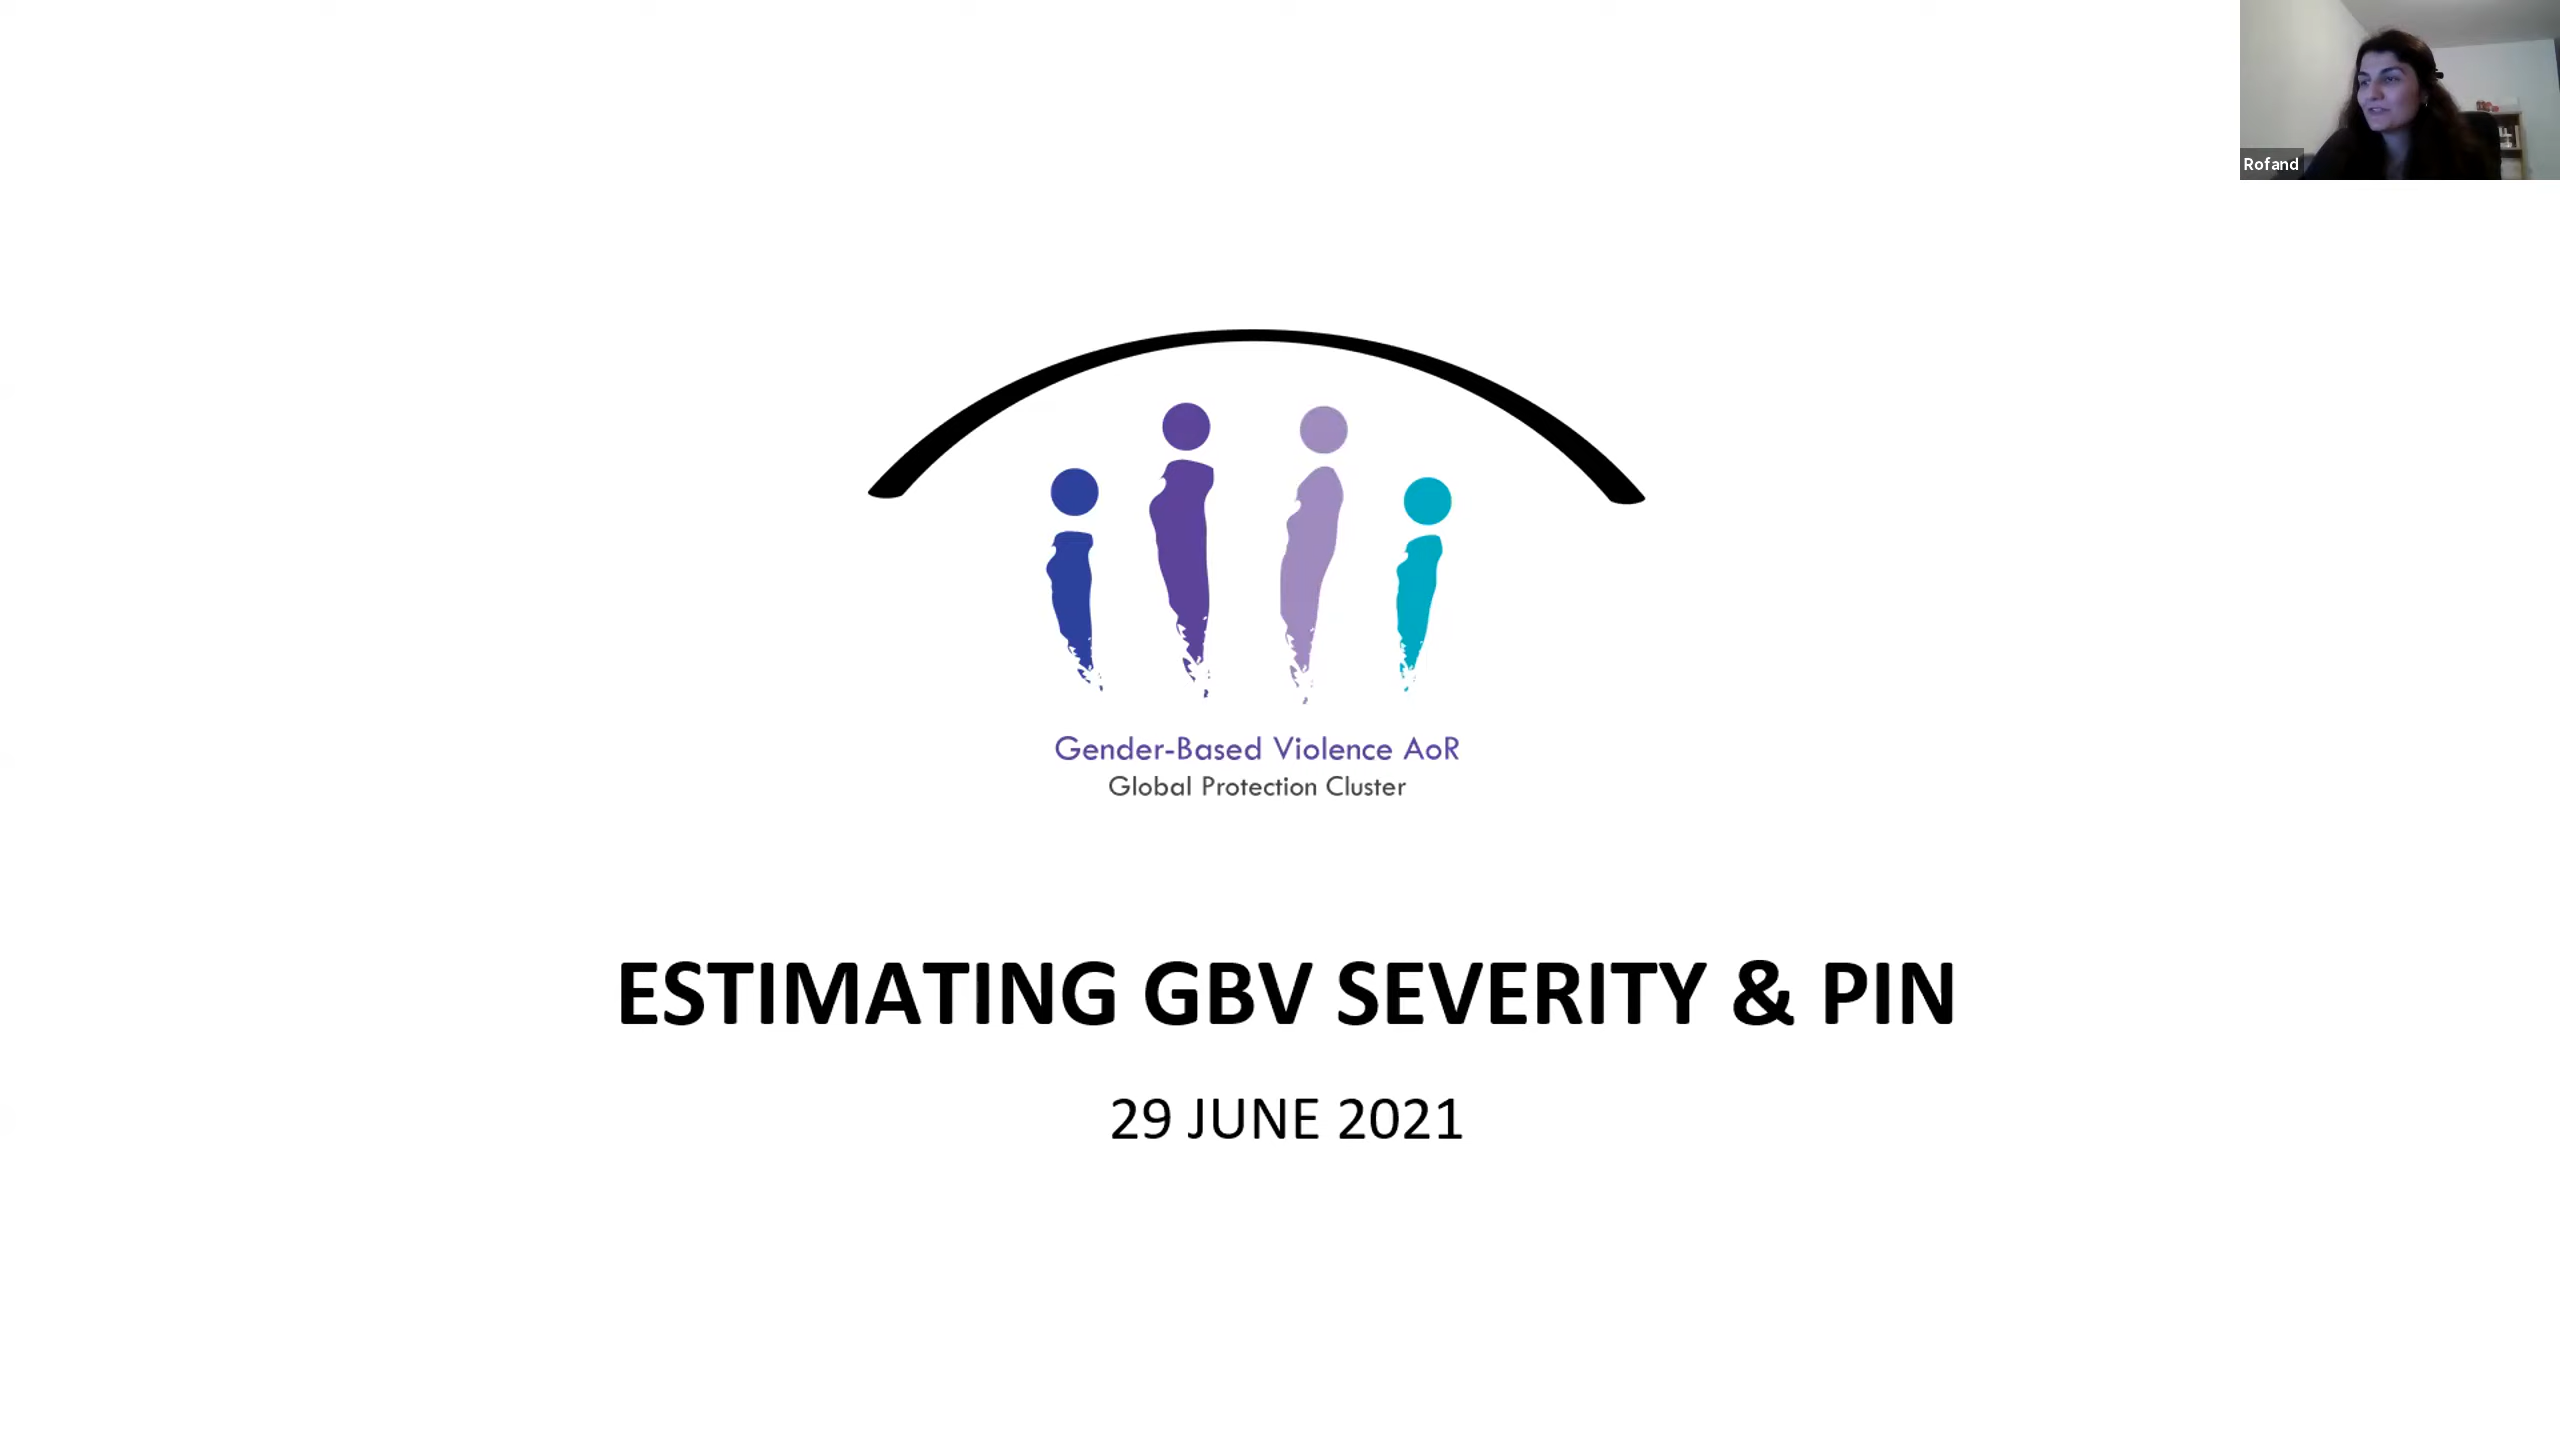 Rofand
Gender-Based Violence AoR
Global Protection Cluster
ESTIMATING GBV SEVERITY & PIN
29 JUNE 2021